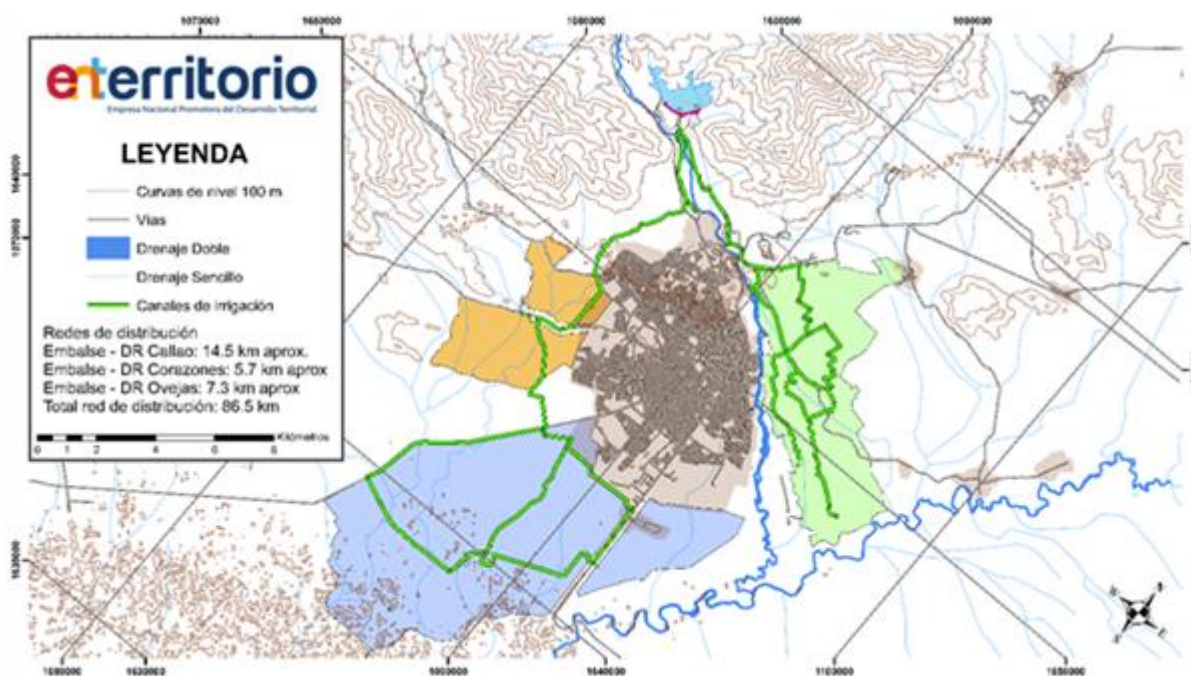 enterritorio
Empresa Nacional Promotora del Desarrollo Territorial
LEYENDA
Curvas de nivel 100 m
Vías
Drenaje Doble
Drenaje Sencillo
Canales de irrigación
Redes de distribución
Embalse - DR Callao: 14.5 km aprox.
Embalse - DR Corazones: 5.7 km aprox
Embalse - DR Ovejas: 7.3 km aprox
Total red de distribución: 86.5 km
0 1 2 4 6 8 Kilómetros